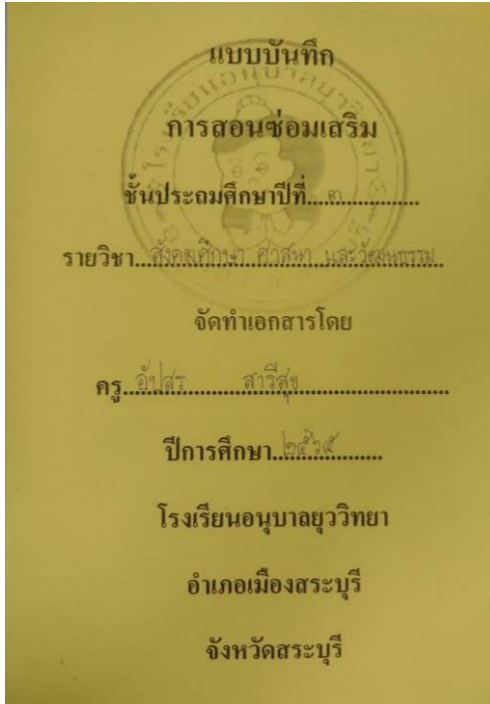 แบบบันทึก
การสอนซ่อมเสริม
ชั้นประถมศึกษาปีที่....๓................
รายวิชา...สังคมศึกษา ศาสนา และวัฒนธรรม...
จัดทำเอกสารโดย
ครู...อัปสร สารีสุข...
ปีการศึกษา...๒๕๖๕...
โรงเรียนอนุบาลยุววิทยา
อำเภอเมืองสระบุรี
จังหวัดสระบุรี